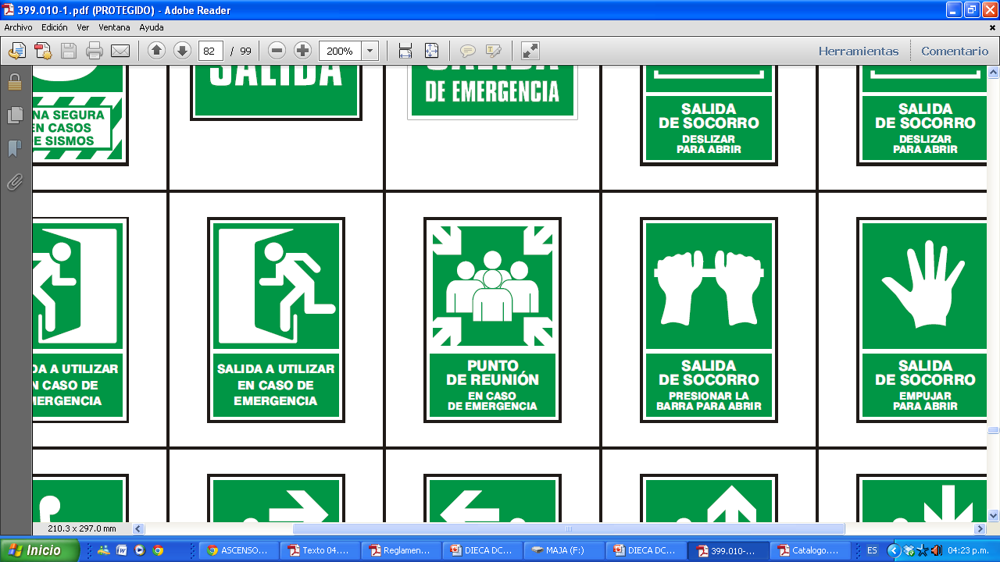 399.010-1.pdf (PROTEGIDO) - Adobe Reader
Archivo Edición Ver Ventana Ayuda
82 / 99 200% Herramientas Comentario
SALIDA
SALIDA
DE EMERGENCIA
NA SEGURA
EN CASOS
E SISMOS
SALIDA
DE SOCORRO
DESLIZAR
PARA ABRIR
SALIDA
DE SOCORRO
DESLIZAR
PARA ABRIR
DA A UTILIZAR
N CASO DE
MERGENCIA
SALIDA A UTILIZAR
EN CASO DE
EMERGENCIA
PUNTO
DE REUNIÓN
EN CASO
DE EMERGENCIA
SALIDA
DE SOCORRO
PRESIONAR LA
BARRA PARA ABRIR
SALIDA
DE SOCORRO
EMPUJAR
PARA ABRIR
210.3 x 297.0 mm
Inicio ASCENSO... Texto 04.... Reglamen... DIECA DC... MAJA (F:) DIECA DC... 399.010-... Catalogo.... ES 04:23 p.m.